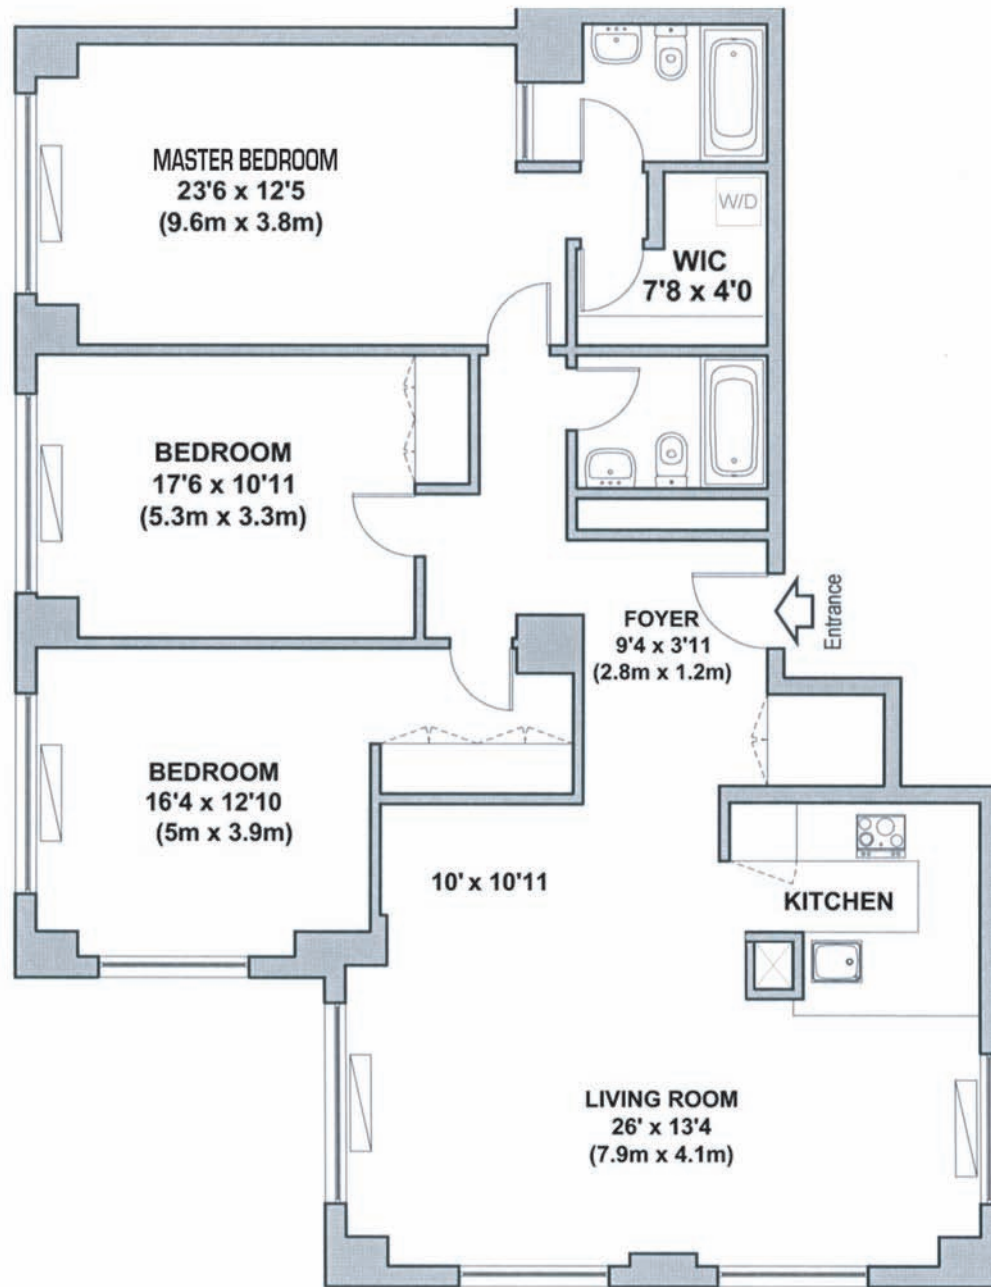 MASTER BEDROOM
23'6 x 12'5
(9.6m x 3.8m)
W/D
WIC
7'8 x 4'0
BEDROOM
17'6 x 10'11
(5.3m x 3.3m)
FOYER
9'4 x 3'11
(2.8m x 1.2m)
Entrance
BEDROOM
16'4 x 12'10
(5m x 3.9m)
10' x 10'11
KITCHEN
LIVING ROOM
26' x 13'4
(7.9m x 4.1m)